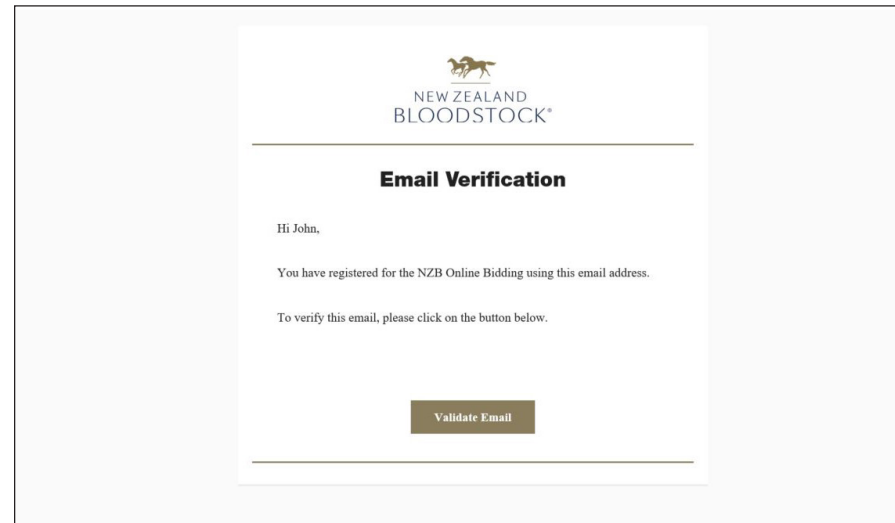 NEW ZEALAND
BLOODSTOCK®
Email Verification
Hi John,
You have registered for the NZB Online Bidding using this email address.
To verify this email, please click on the button below.
Validate Email